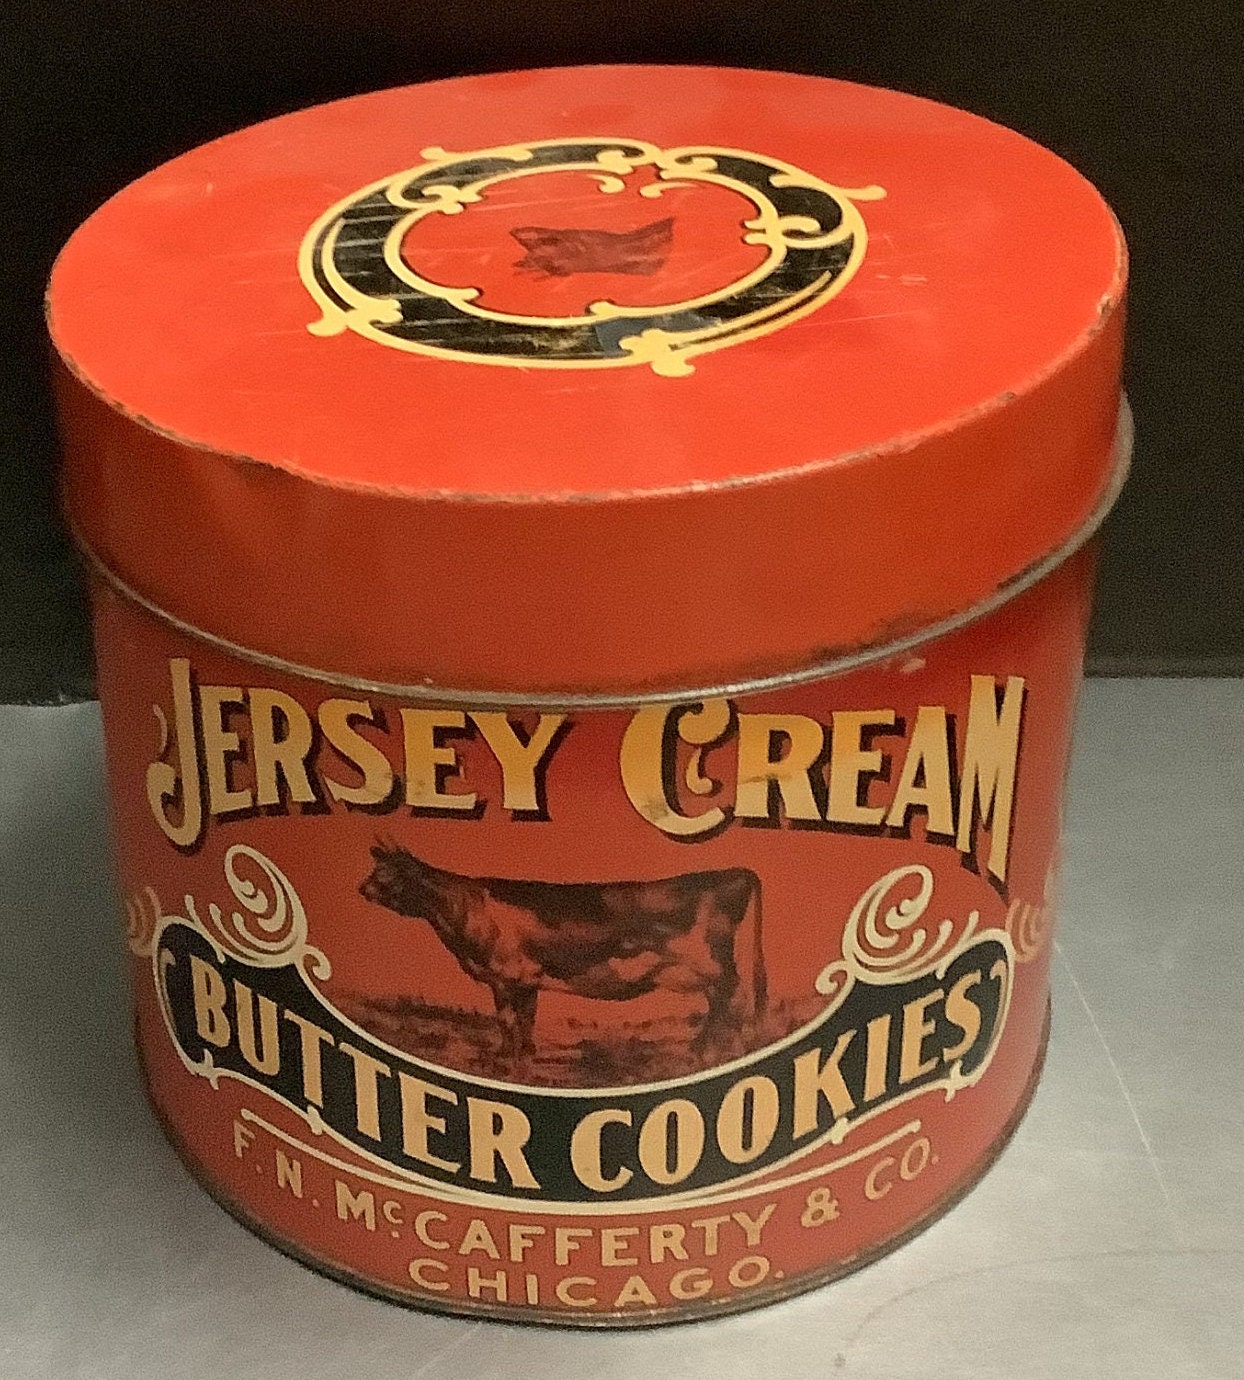 JERSEY CREAM
BUTTER COOKIES
F. N. McCAFFERTY & CO.
CHICAGO.